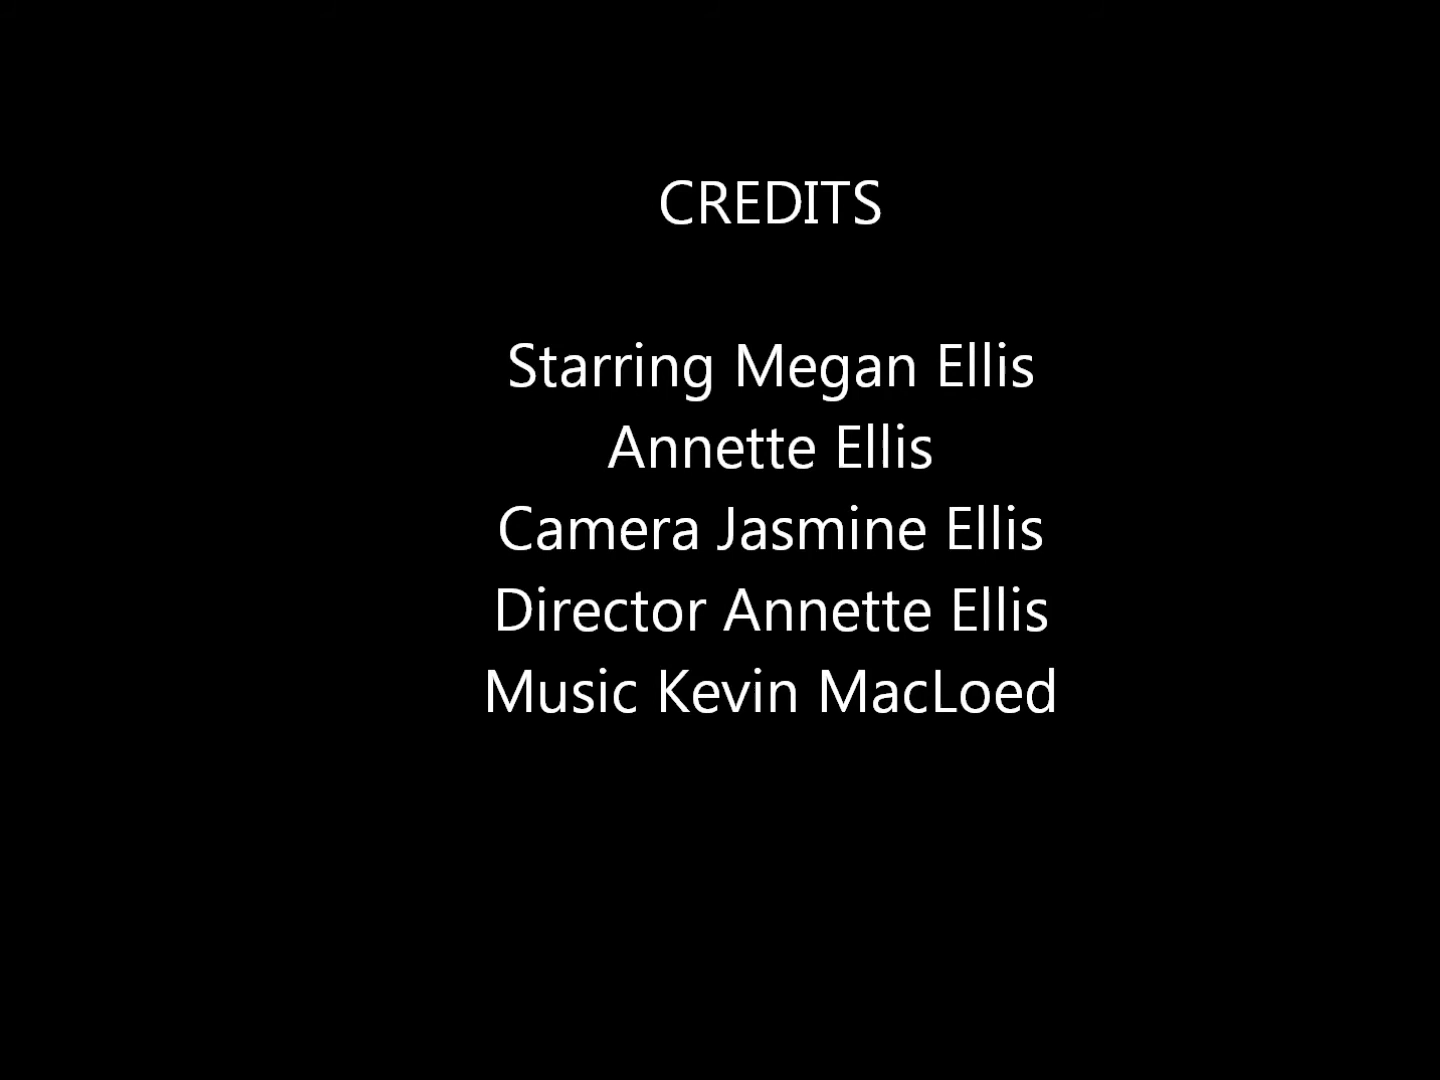 CREDITS
Starring Megan Ellis
Annette Ellis
Camera Jasmine Ellis
Director Annette Ellis
Music Kevin MacLoed